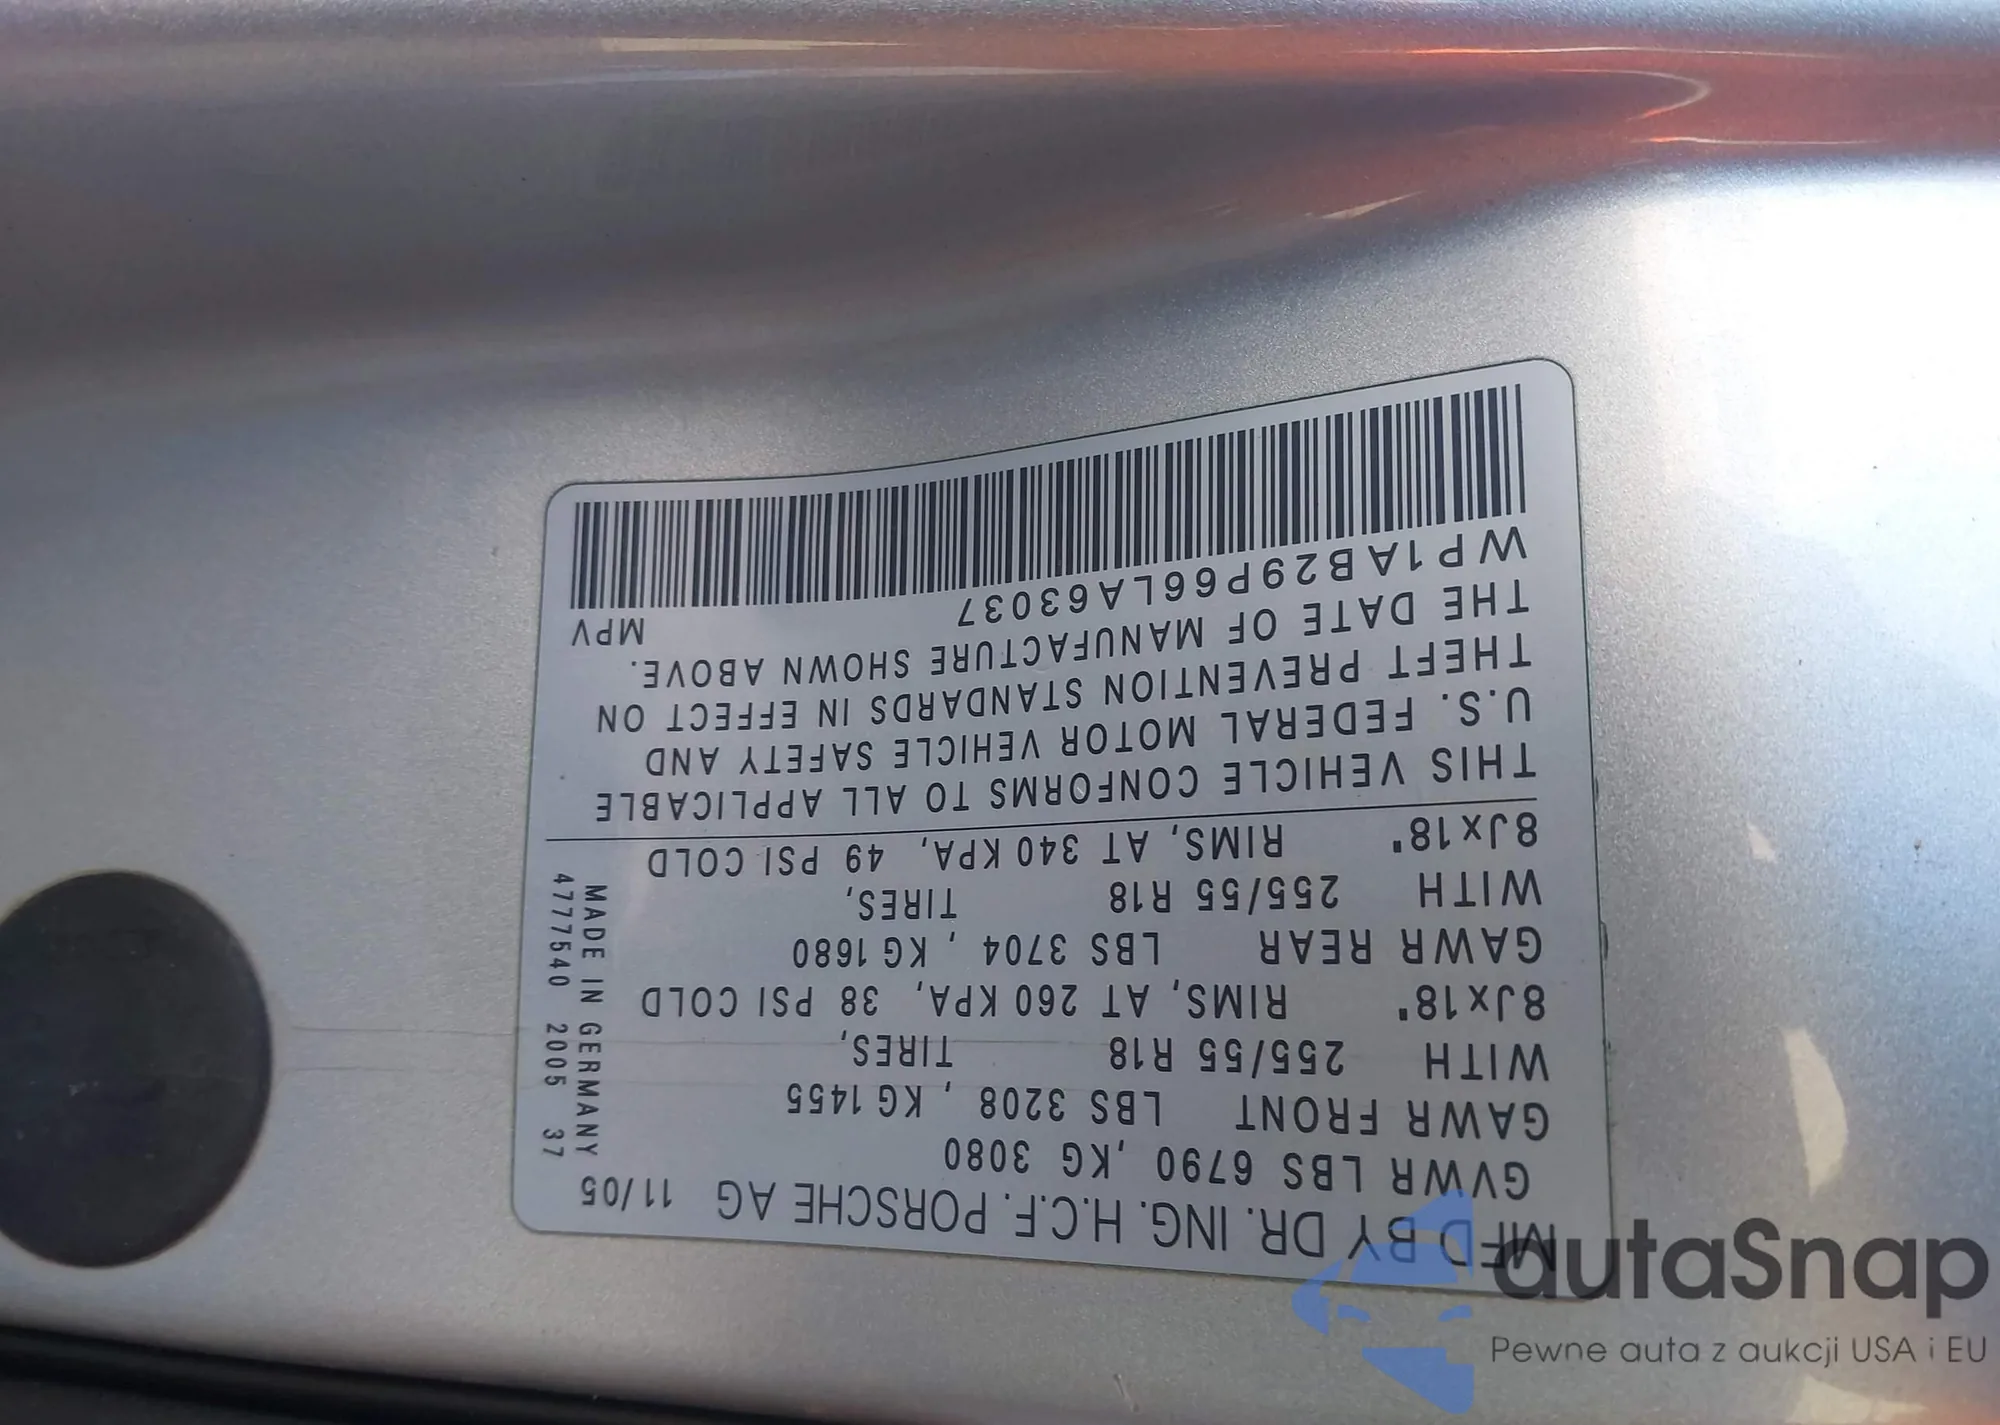 MFD BY DR. ING. H.C.F. PORSCHE AG 11/05
GVWR LBS 6790 ,KG 3080
GAWR FRONT LBS 3208 , KG 1455
WITH 255/55 R18 TIRES,
8Jx18" RIMS, AT 260 KPA, 38 PSI COLD
GAWR REAR LBS 3704 , KG 1680
WITH 255/55 R18 TIRES,
8Jx18" RIMS, AT 340 KPA, 49 PSI COLD
THIS VEHICLE CONFORMS TO ALL APPLICABLE
U.S. FEDERAL MOTOR VEHICLE SAFETY AND
THEFT PREVENTION STANDARDS IN EFFECT ON
THE DATE OF MANUFACTURE SHOWN ABOVE.
WP1AB29P66LA63037 MPV
MADE IN GERMANY
4777540 2005 37
autaSnap
Pewne auta z aukcji USA i EU